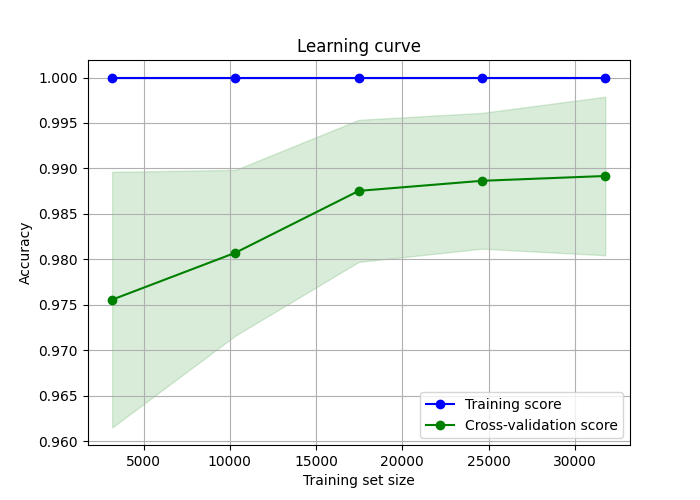 Learning curve
1.000
0.995
0.990
0.985
0.980
0.975
0.970
0.965
0.960
Accuracy
Training score
Cross-validation score
5000 10000 15000 20000 25000 30000
Training set size